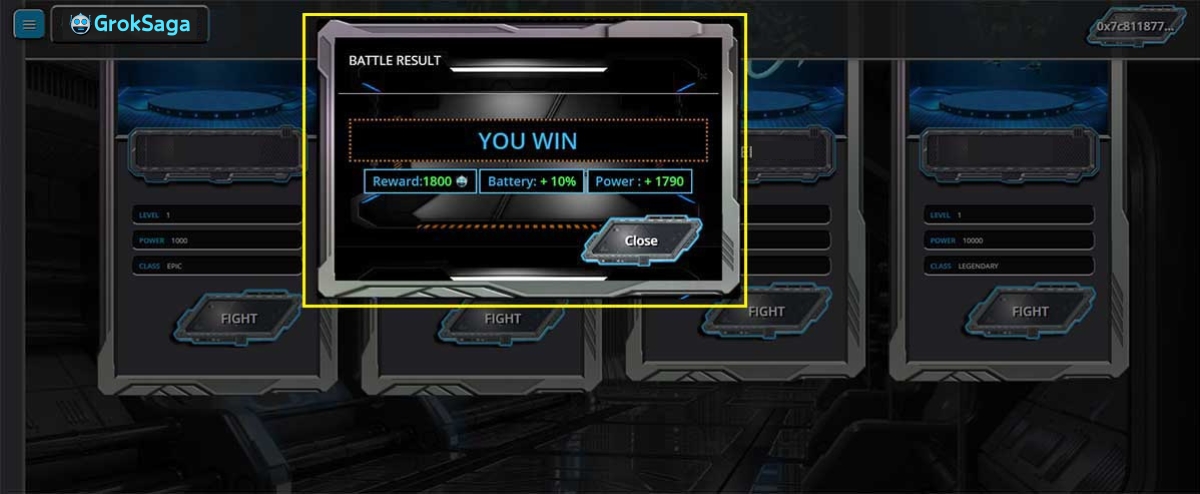 GrokSaga
0x7c811877...
BATTLE RESULT
YOU WIN
Reward:1800
Battery: + 10%
Power : + 1790
Close
LEVEL 1
POWER 1000
CLASS EPIC
FIGHT
FIGHT
FIGHT
LEVEL 1
POWER 10000
CLASS LEGENDARY
FIGHT